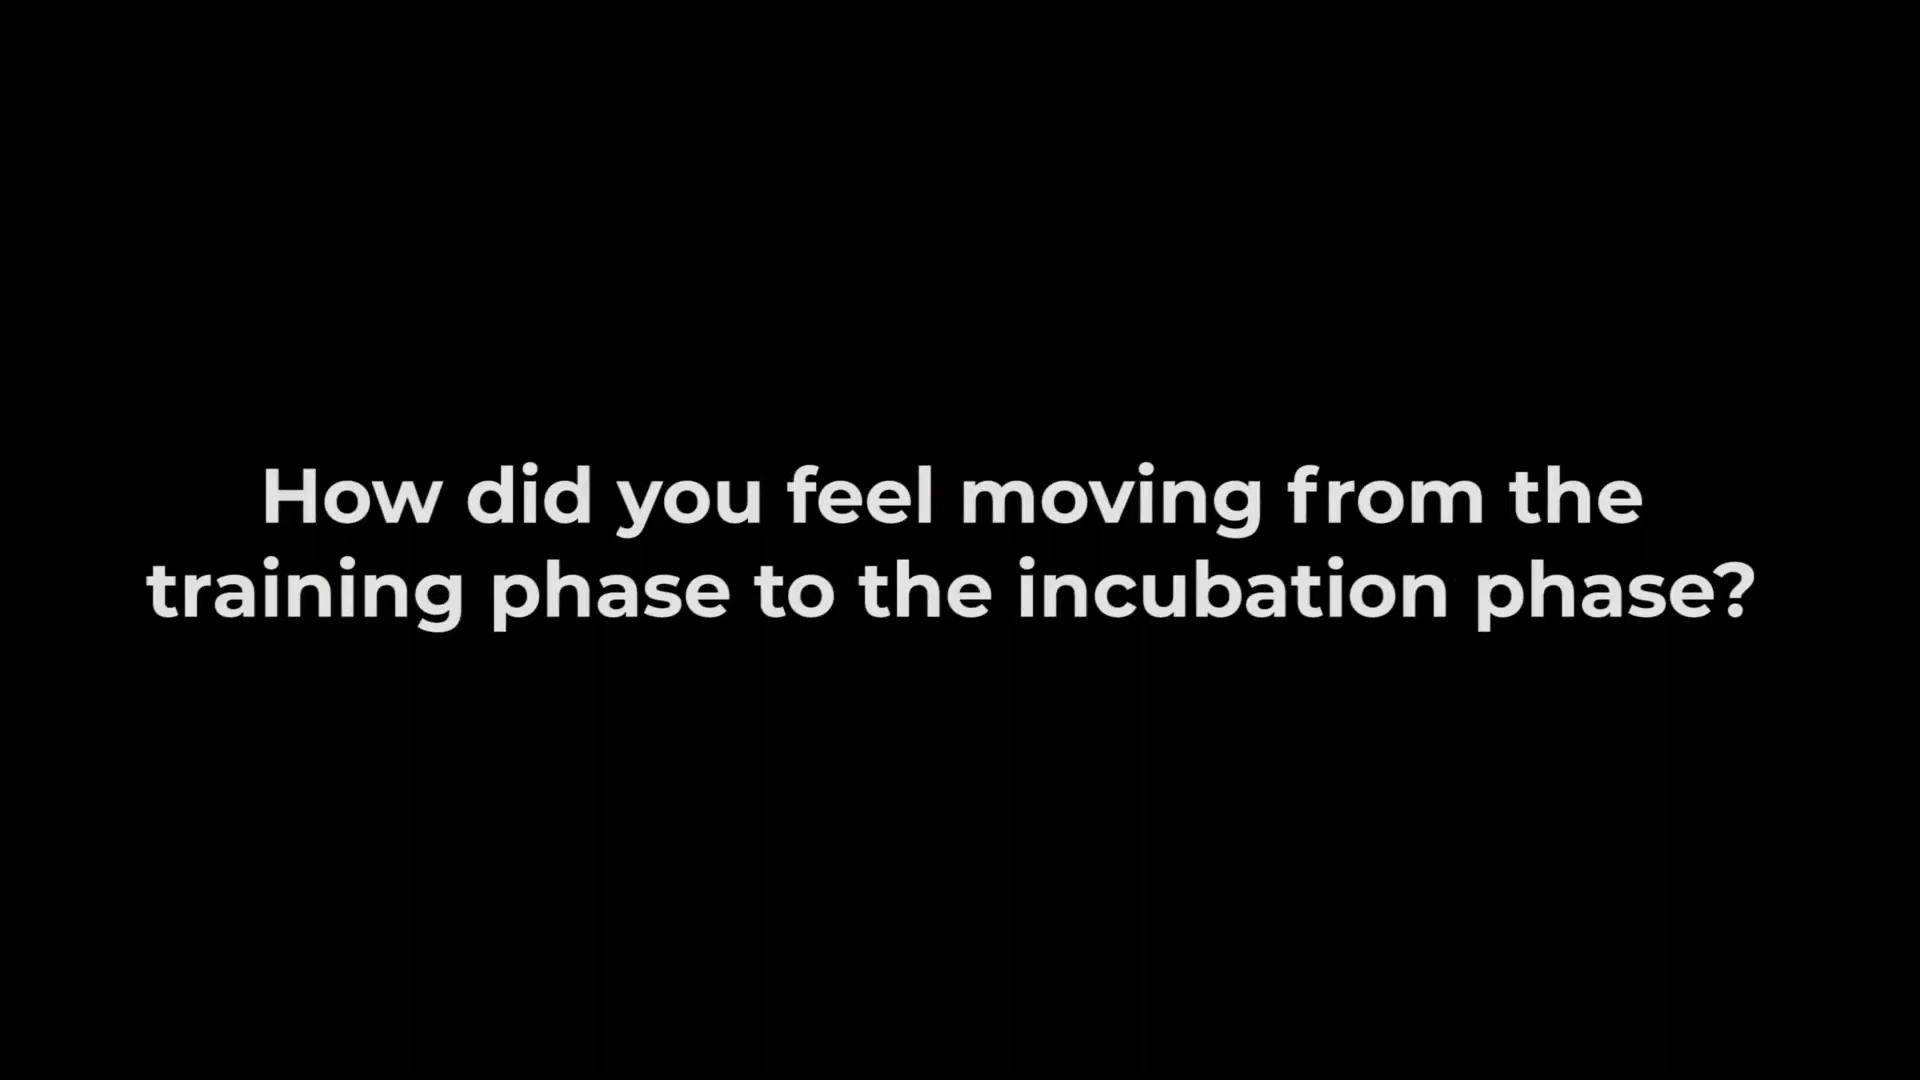 How did you feel moving from the
training phase to the incubation phase?